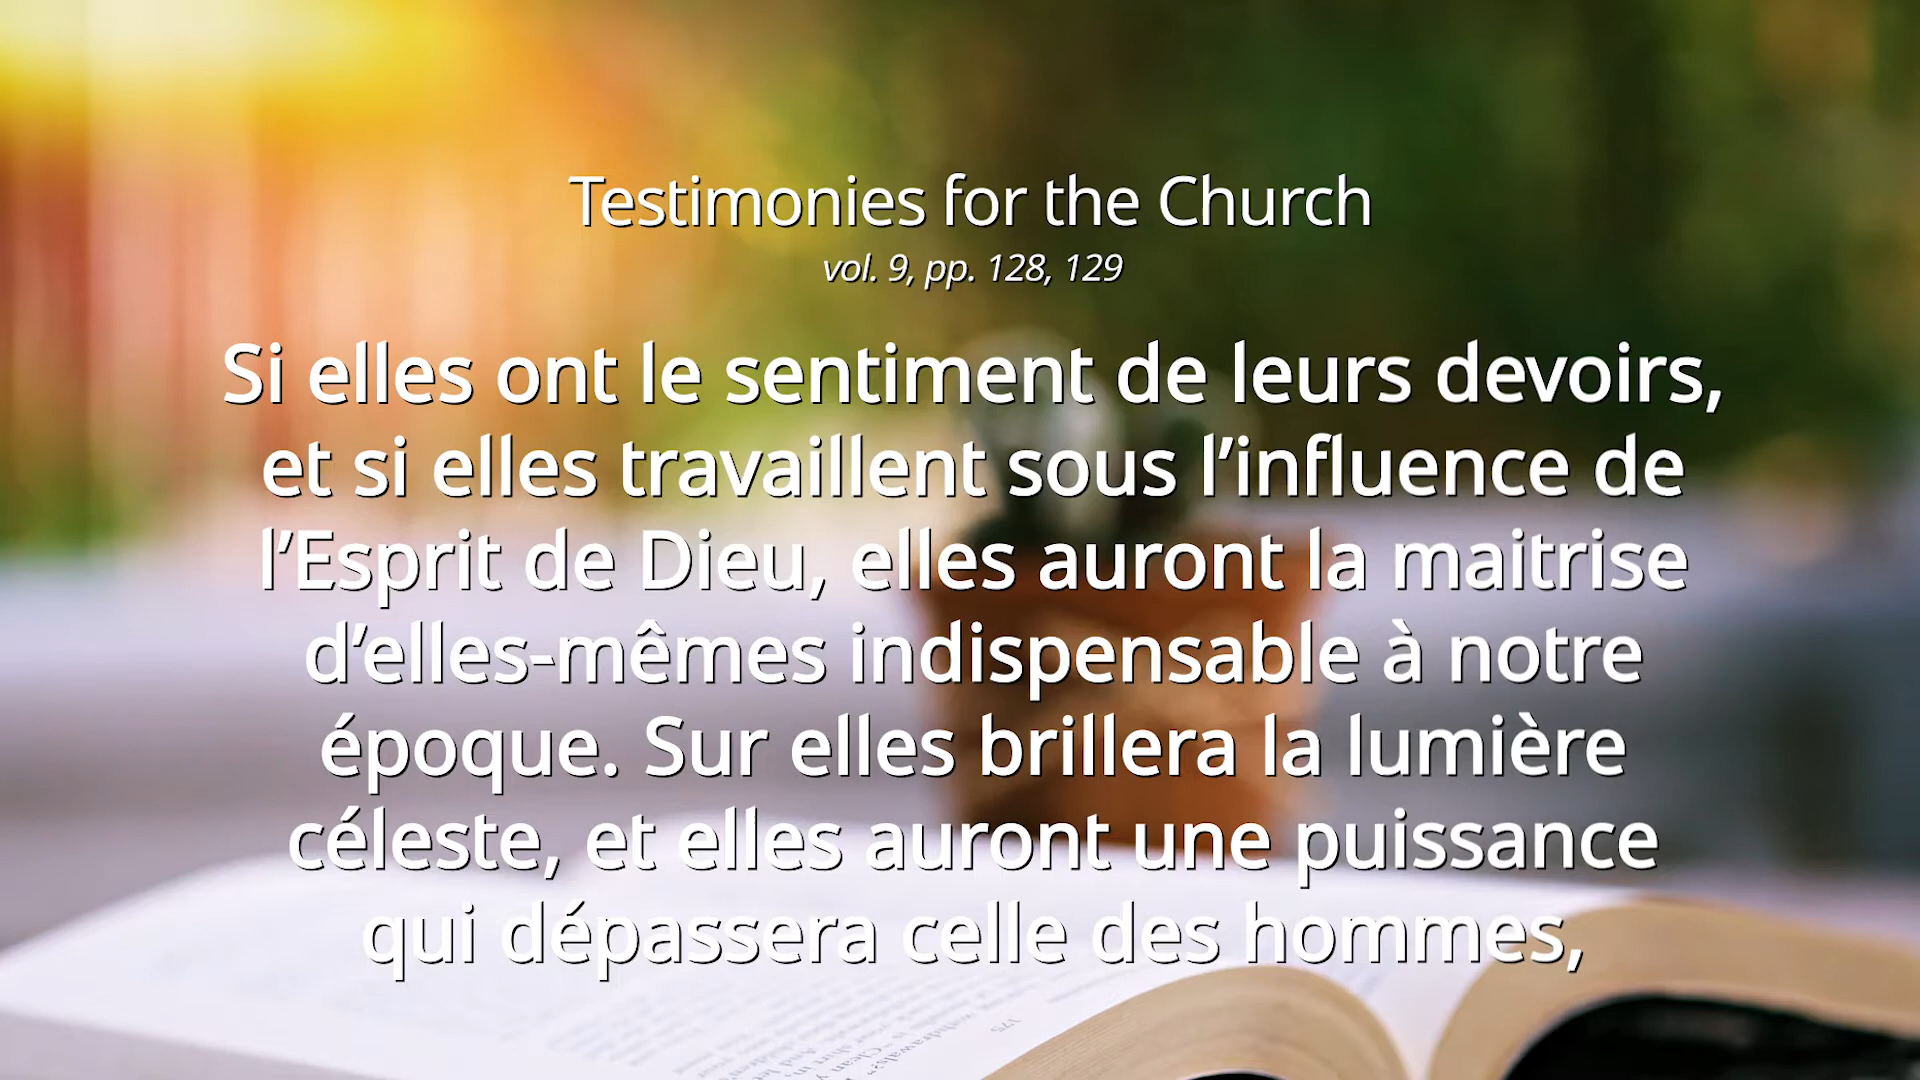 Testimonies for the Church
vol. 9, pp. 128, 129
Si elles ont le sentiment de leurs devoirs,
et si elles travaillent sous l’influence de
l’Esprit de Dieu, elles auront la maitrise
d’elles-mêmes indispensable à notre
époque. Sur elles brillera la lumière
céleste, et elles auront une puissance
qui dépassera celle des hommes,